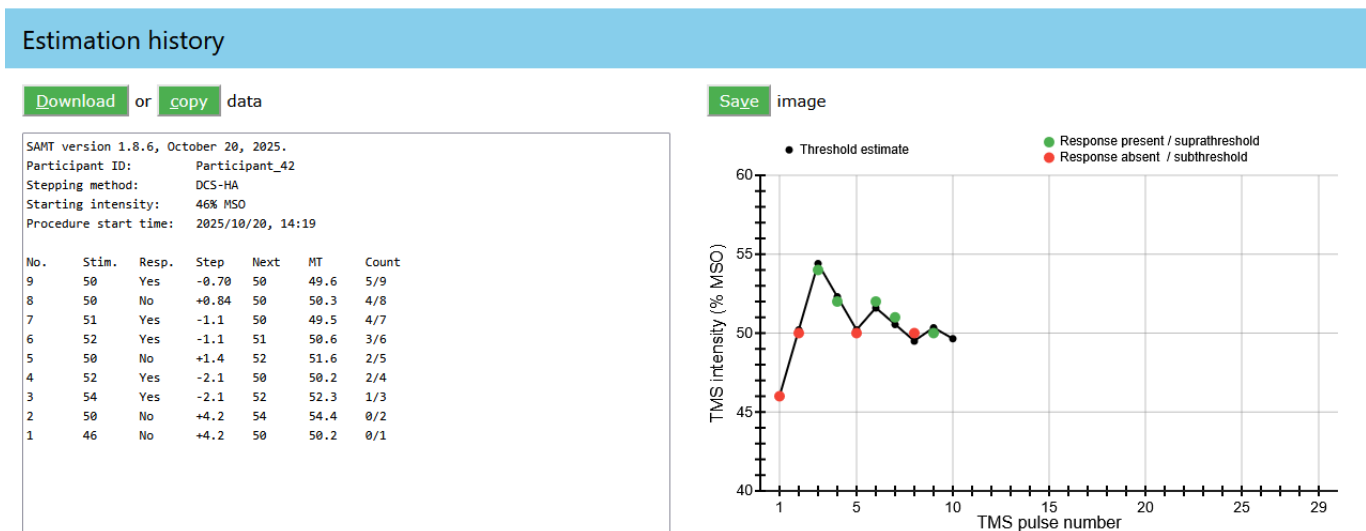 Estimation history
Download or copy data
SAMT version 1.8.6, October 20, 2025.
Participant ID: Participant_42
Stepping method: DCS-HA
Starting intensity: 46% MSO
Procedure start time: 2025/10/20, 14:19
No. Stim. Resp. Step Next MT Count
9 50 Yes -0.70 50 49.6 5/9
8 50 No +0.84 50 50.3 4/8
7 51 Yes -1.1 50 49.5 4/7
6 52 Yes -1.1 51 50.6 3/6
5 50 No +1.4 52 51.6 2/5
4 52 Yes -2.1 50 50.2 2/4
3 54 Yes -2.1 52 52.3 1/3
2 50 No +4.2 54 54.4 0/2
1 46 No +4.2 50 50.2 0/1
Save image
Threshold estimate
Response present / suprathreshold
Response absent / subthreshold
TMS intensity (% MSO)
60
55
50
45
40
1 5 10 15 20 25 29
TMS pulse number